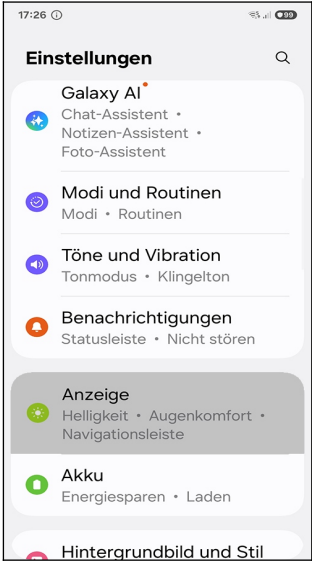 17:26
99
Einstellungen
Galaxy AI
Chat-Assistent •
Notizen-Assistent •
Foto-Assistent
Modi und Routinen
Modi • Routinen
Töne und Vibration
Tonmodus • Klingelton
Benachrichtigungen
Statusleiste • Nicht stören
Anzeige
Helligkeit • Augenkomfort •
Navigationsleiste
Akku
Energiesparen • Laden
Hintergrundbild und Stil